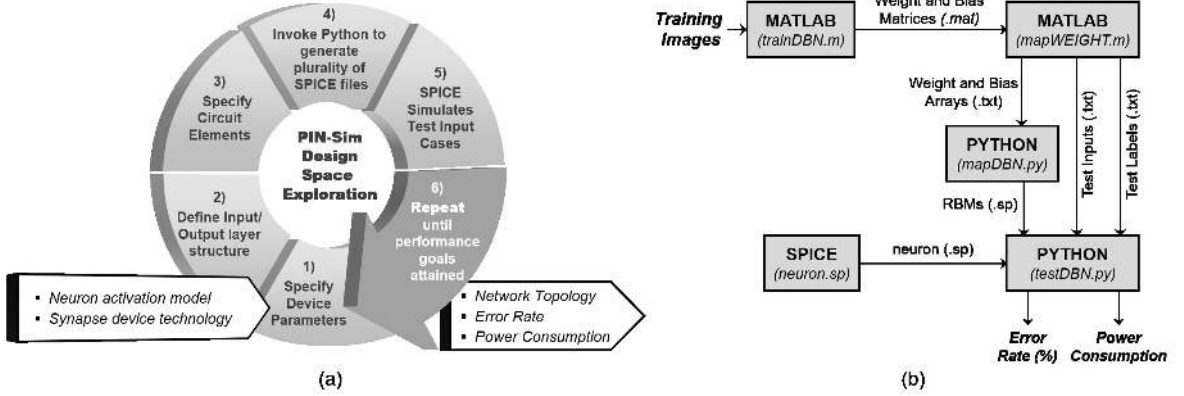 4)
Invoke Python to
generate
plurality of
SPICE files
3)
Specify
Circuit
Elements
5)
SPICE
Simulates
Test Input
Cases
PIN-Sim
Design
Space
Exploration
2)
Define Input/
Output layer
structure
6)
Repeat
until
performance
goals
attained
1)
Specify
Device
Parameters
▪ Neuron activation model
▪ Synapse device technology
▪ Network Topology
▪ Error Rate
▪ Power Consumption
(a)
Training
Images
MATLAB
(trainDBN.m)
Weight and Bias
Matrices (.mat)
MATLAB
(mapWEIGHT.m)
Weight and Bias
Arrays (.txt)
Test Inputs (.txt)
Test Labels (.txt)
PYTHON
(mapDBN.py)
RBMs (.sp)
SPICE
(neuron.sp)
neuron (.sp)
PYTHON
(testDBN.py)
Error
Rate (%)
Power
Consumption
(b)